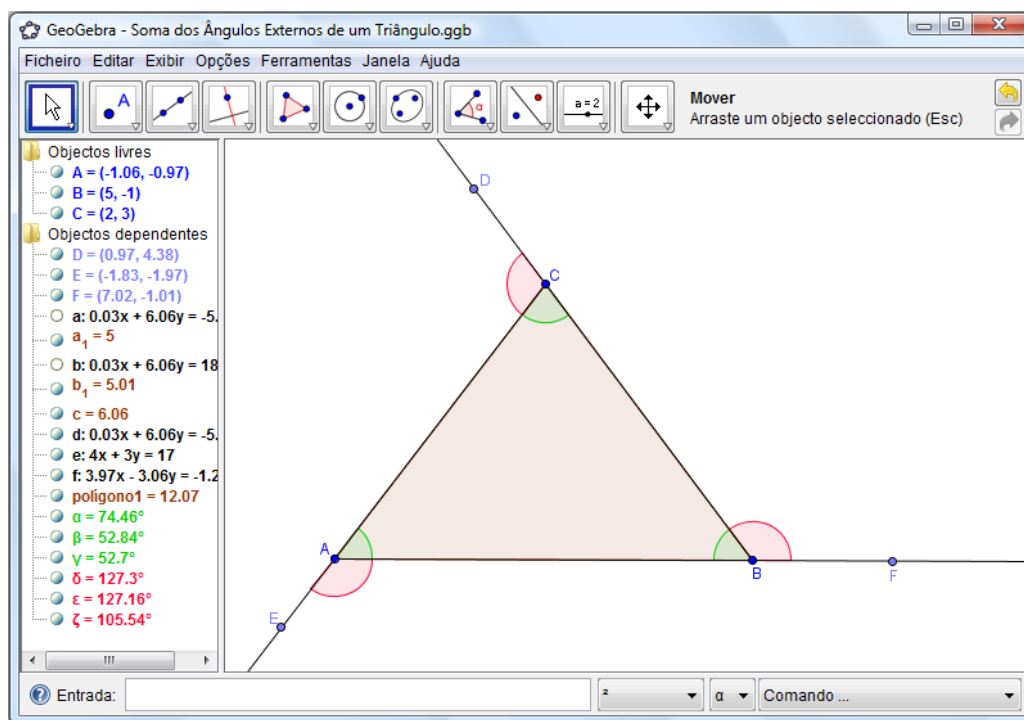 GeoGebra - Soma dos Ângulos Externos de um Triângulo.ggb
Ficheiro Editar Exibir Opções Ferramentas Janela Ajuda
A
α
a = 2
Mover
Arraste um objecto seleccionado (Esc)
Objectos livres
A = (-1.06, -0.97)
B = (5, -1)
C = (2, 3)
Objectos dependentes
D = (0.97, 4.38)
E = (-1.83, -1.97)
F = (7.02, -1.01)
a: 0.03x + 6.06y = -5.
a₁ = 5
b: 0.03x + 6.06y = 18
b₁ = 5.01
c = 6.06
d: 0.03x + 6.06y = -5.
e: 4x + 3y = 17
f: 3.97x - 3.06y = -1.2
polígono1 = 12.07
α = 74.46°
β = 52.84°
γ = 52.7°
δ = 127.3°
ε = 127.16°
ζ = 105.54°
D
C
A
B
F
E
Entrada:
²
α
Comando ...